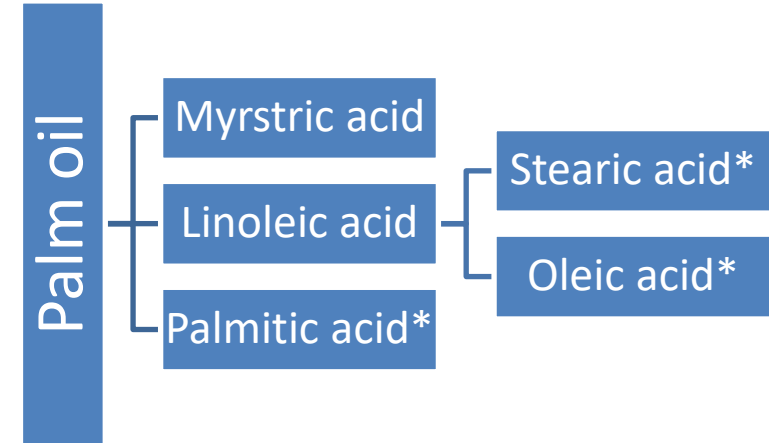 Palm oil
Myrstric acid
Linoleic acid
Palmitic acid*
Stearic acid*
Oleic acid*